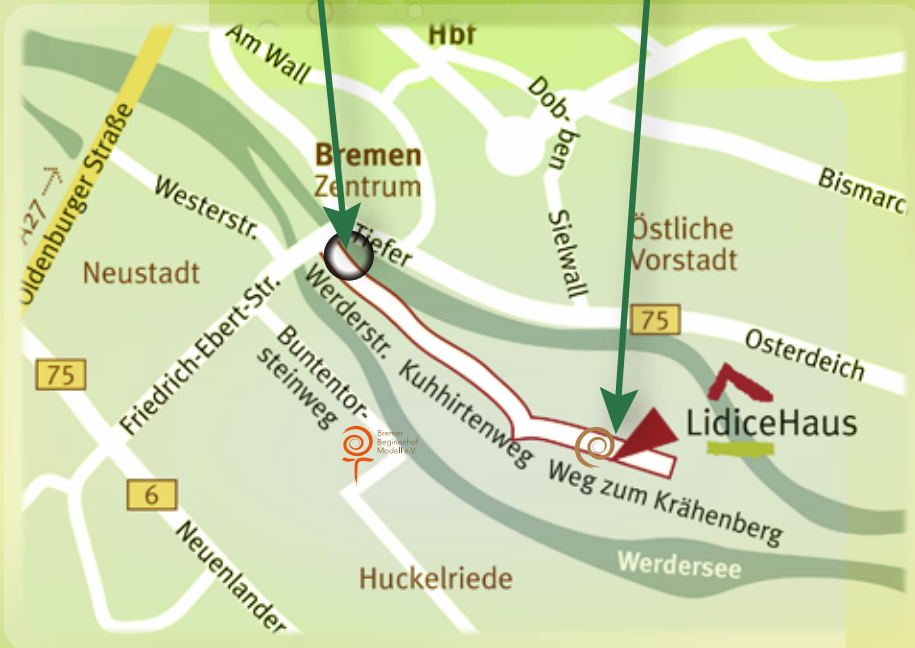 Hbf
Am Wall
Dob-
ben
Oldenburger Straße
A27
Bremen
Zentrum
Bismarc
Westerstr.
Tiefer
Sielwall
Östliche
Vorstadt
Neustadt
Werderstr.
75
Osterdeich
Friedrich-Ebert-Str.
Buntentor-
steinweg
75
Kuhhirtenweg
LidiceHaus
Bremer
Beginenhof
Modell e.V.
Weg zum Krähenberg
6
Neuenlander
Werdersee
Huckelriede